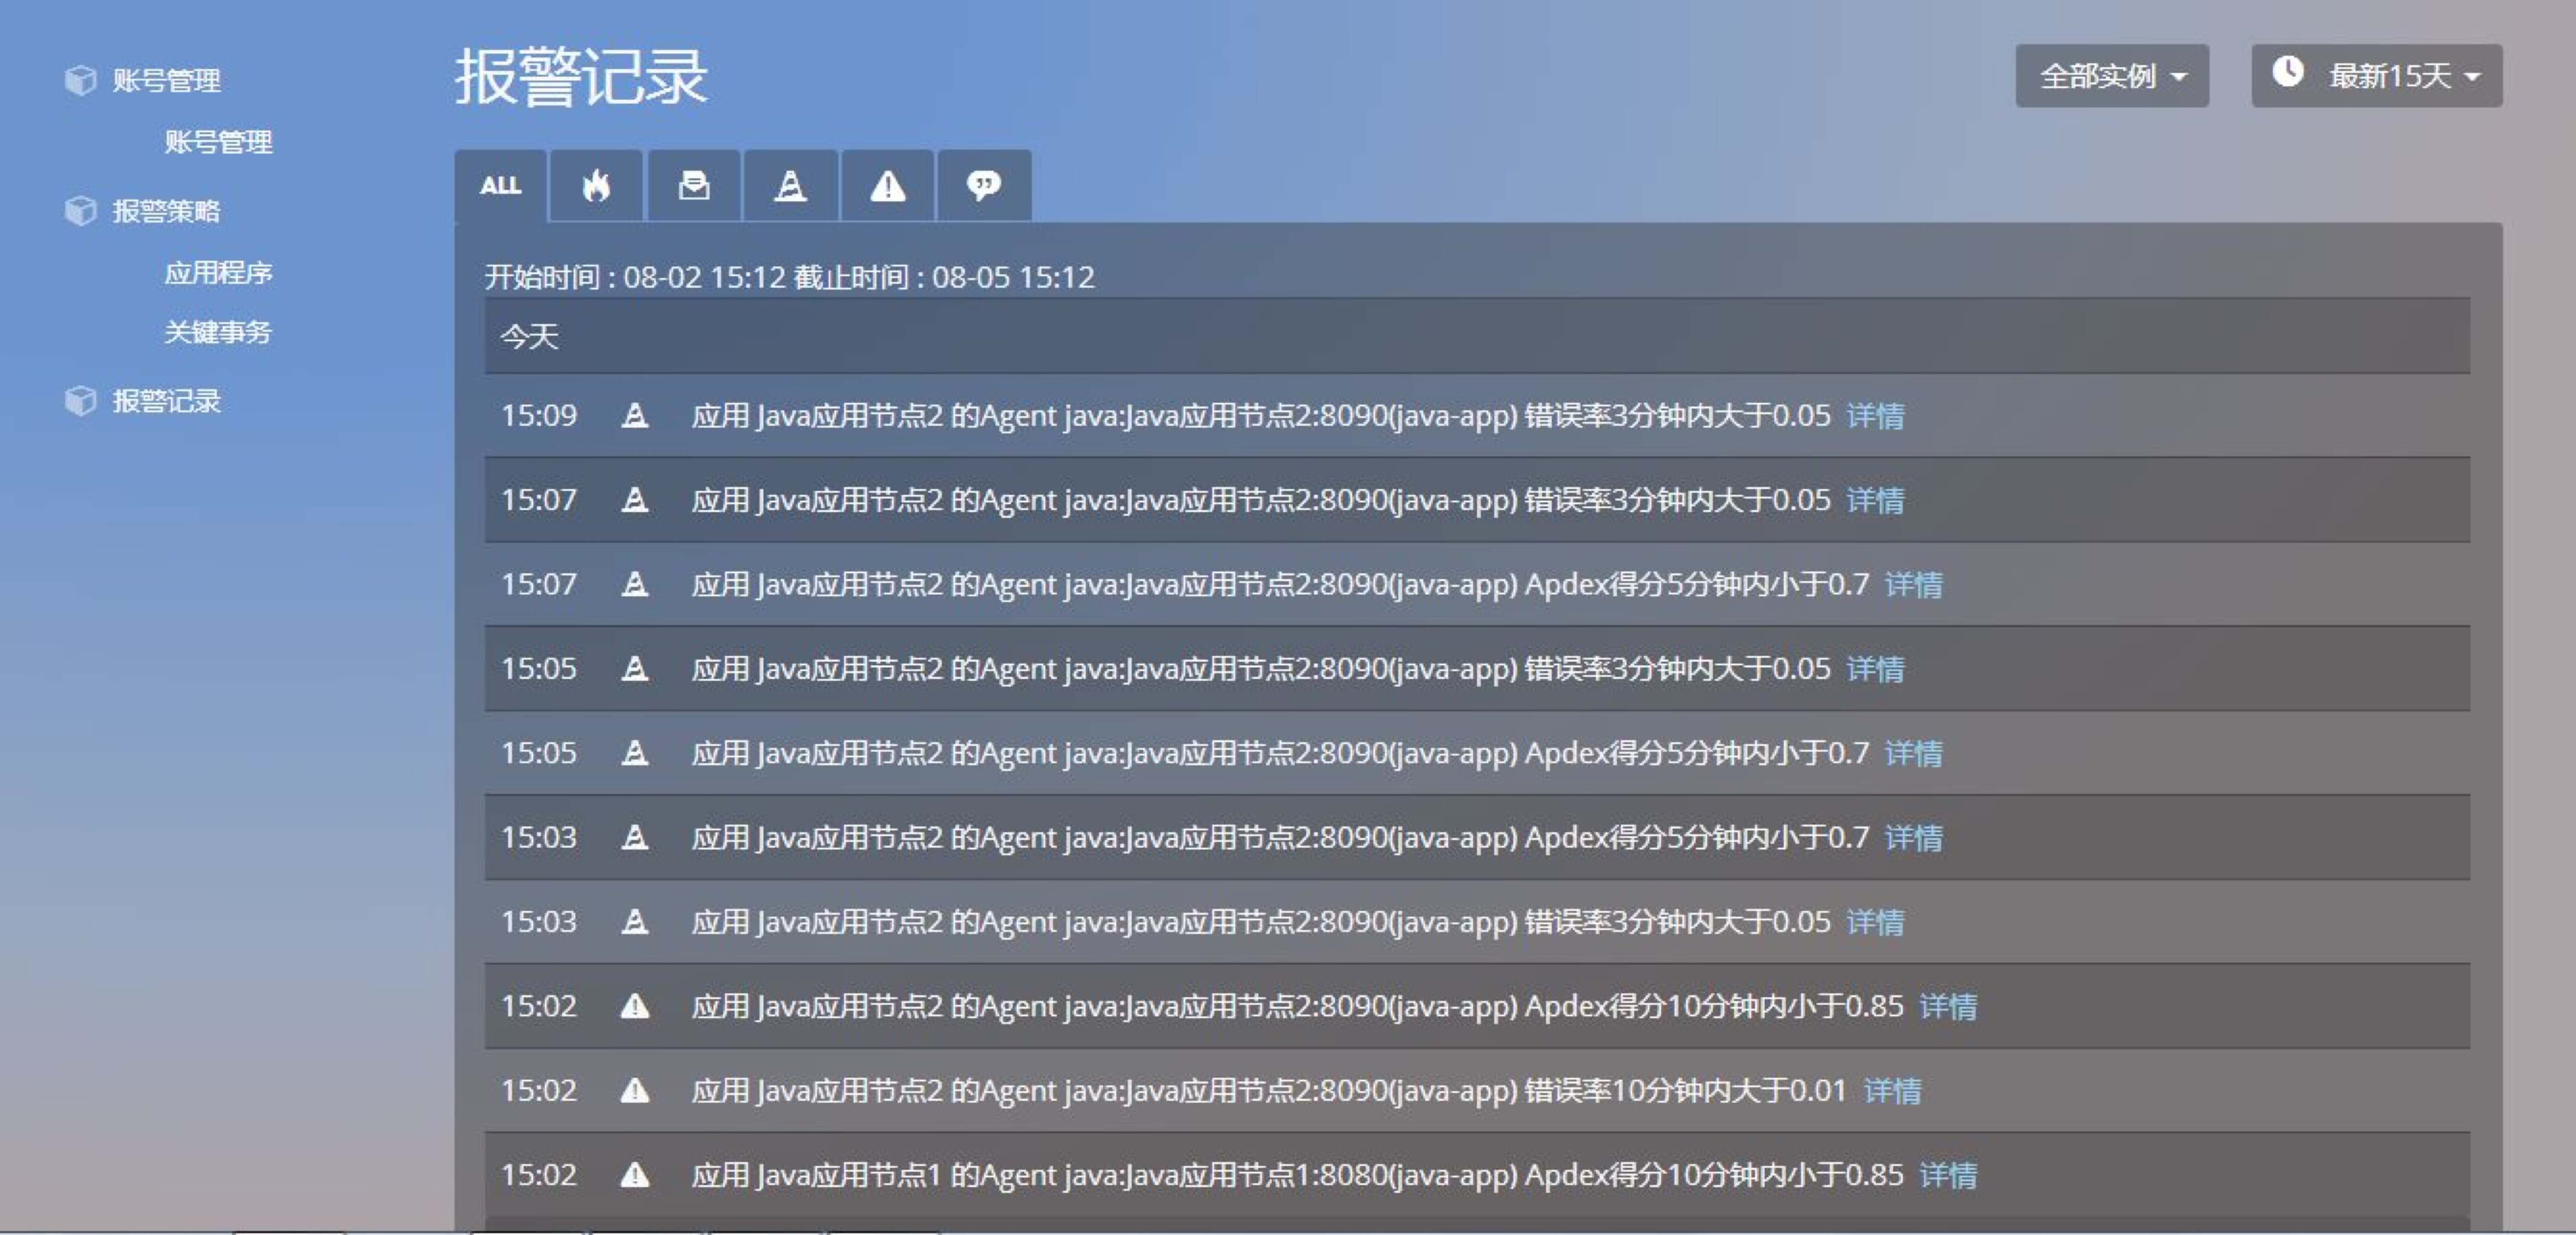 账号管理
账号管理
报警策略
应用程序
关键事务
报警记录
报警记录
全部实例
最新15天
ALL
开始时间 : 08-02 15:12 截止时间 : 08-05 15:12
今天
15:09 应用 Java应用节点2 的Agent java:Java应用节点2:8090(java-app) 错误率3分钟内大于0.05 详情
15:07 应用 Java应用节点2 的Agent java:Java应用节点2:8090(java-app) 错误率3分钟内大于0.05 详情
15:07 应用 Java应用节点2 的Agent java:Java应用节点2:8090(java-app) Apdex得分5分钟内小于0.7 详情
15:05 应用 Java应用节点2 的Agent java:Java应用节点2:8090(java-app) 错误率3分钟内大于0.05 详情
15:05 应用 Java应用节点2 的Agent java:Java应用节点2:8090(java-app) Apdex得分5分钟内小于0.7 详情
15:03 应用 Java应用节点2 的Agent java:Java应用节点2:8090(java-app) Apdex得分5分钟内小于0.7 详情
15:03 应用 Java应用节点2 的Agent java:Java应用节点2:8090(java-app) 错误率3分钟内大于0.05 详情
15:02 应用 Java应用节点2 的Agent java:Java应用节点2:8090(java-app) Apdex得分10分钟内小于0.85 详情
15:02 应用 Java应用节点2 的Agent java:Java应用节点2:8090(java-app) 错误率10分钟内大于0.01 详情
15:02 应用 Java应用节点1 的Agent java:Java应用节点1:8080(java-app) Apdex得分10分钟内小于0.85 详情